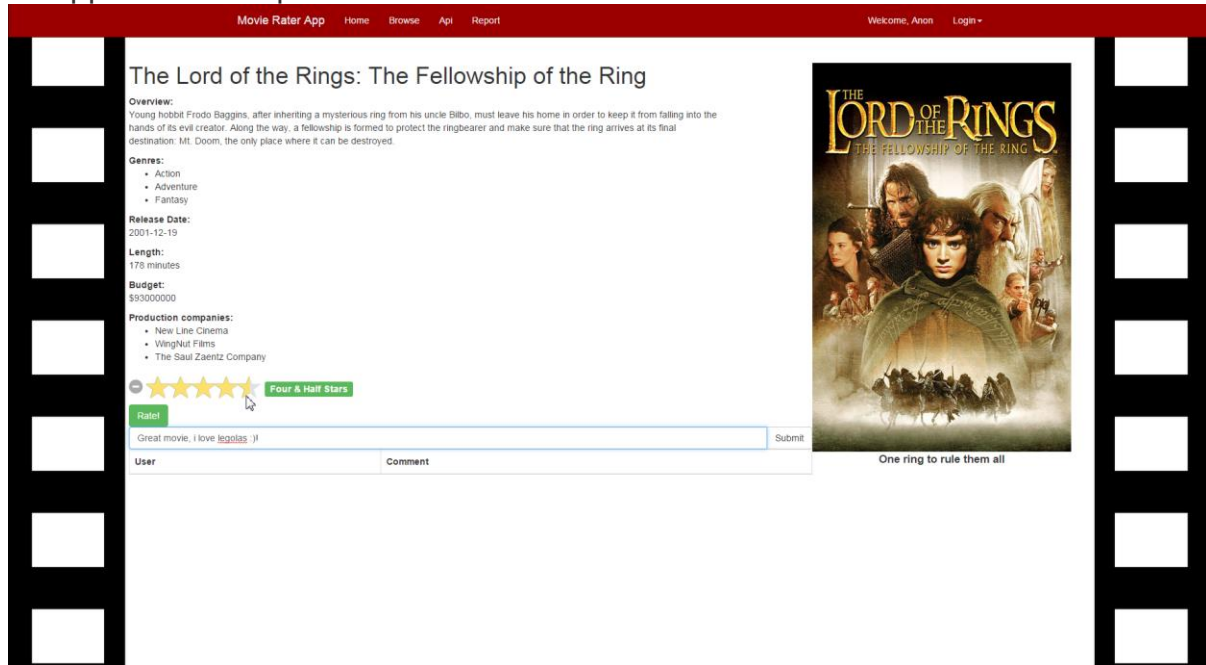 Movie Rater App Home Browse Api Report Welcome, Anon Login
The Lord of the Rings: The Fellowship of the Ring
Overview:
Young hobbit Frodo Baggins, after inheriting a mysterious ring from his uncle Bilbo, must leave his home in order to keep it from falling into the
hands of its evil creator. Along the way, a fellowship is formed to protect the ringbearer and make sure that the ring arrives at its final
destination: Mt. Doom, the only place where it can be destroyed.
Genres:
Action
Adventure
Fantasy
Release Date:
2001-12-19
Length:
178 minutes
Budget:
$93000000
Production companies:
New Line Cinema
WingNut Films
The Saul Zaentz Company
Four & Half Stars
Rate!
Great movie, i love legolas :)
Submit
User Comment
THE
LORD OF THE RINGS
THE FELLOWSHIP OF THE RING
One ring to rule them all